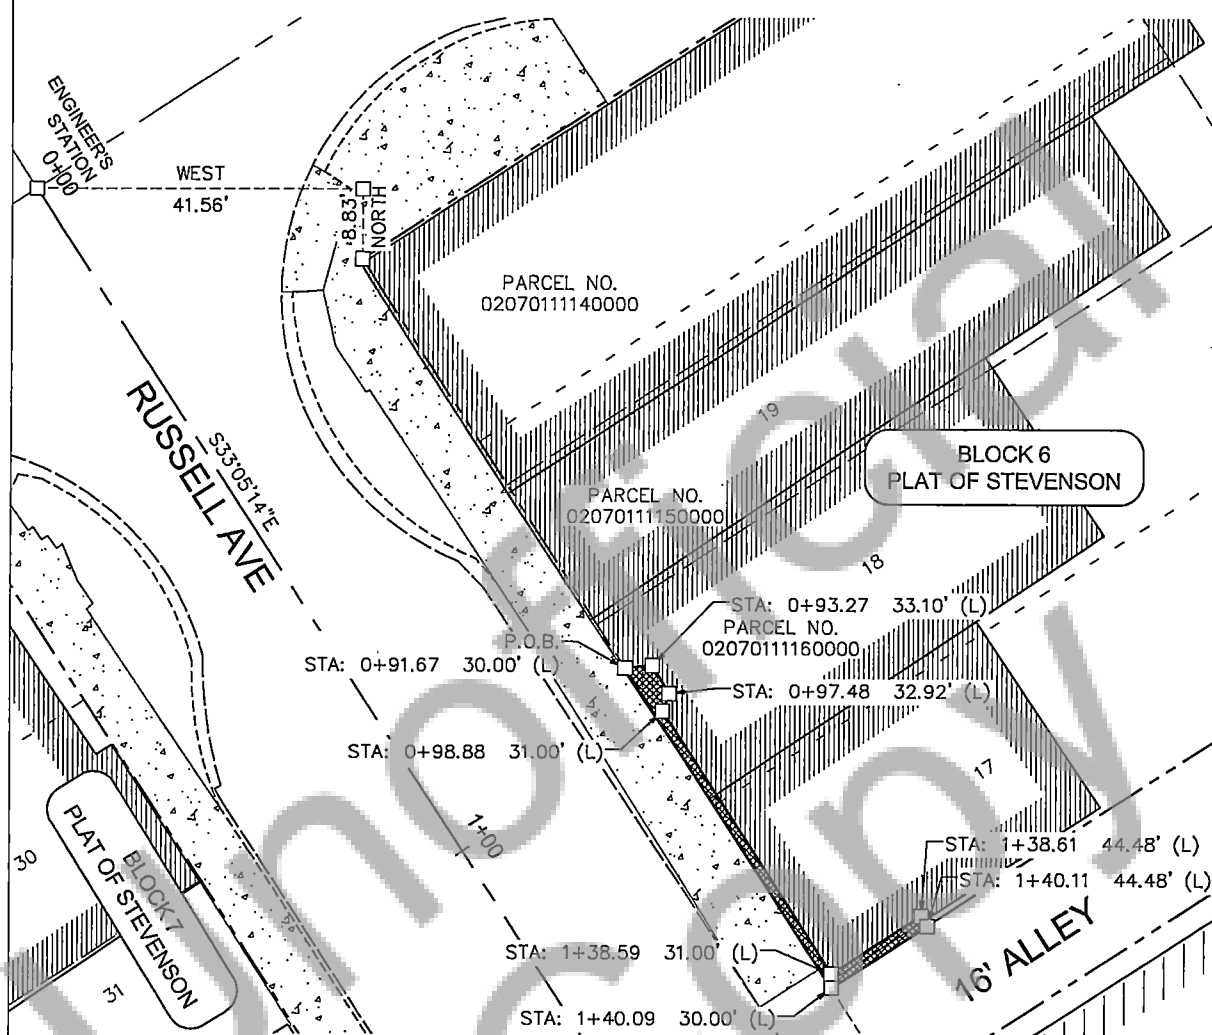 ENGINEER'S
STATION
0+00
WEST
41.56'
8.83'
NORTH
PARCEL NO.
02070111140000
RUSSELL AVE
S33°05'14"E
19
BLOCK 6
PLAT OF STEVENSON
PARCEL NO.
02070111150000
18
STA: 0+93.27 33.10' (L)
PARCEL NO.
02070111160000
P.O.B.
STA: 0+91.67 30.00' (L)
STA: 0+97.48 32.92' (L)
STA: 0+98.88 31.00' (L)
17
1+00
BLOCK 7
PLAT OF STEVENSON
30
31
STA: 1+38.61 44.48' (L)
STA: 1+40.11 44.48' (L)
16' ALLEY
STA: 1+38.59 31.00' (L)
STA: 1+40.09 30.00' (L)
Unofficial
Copy